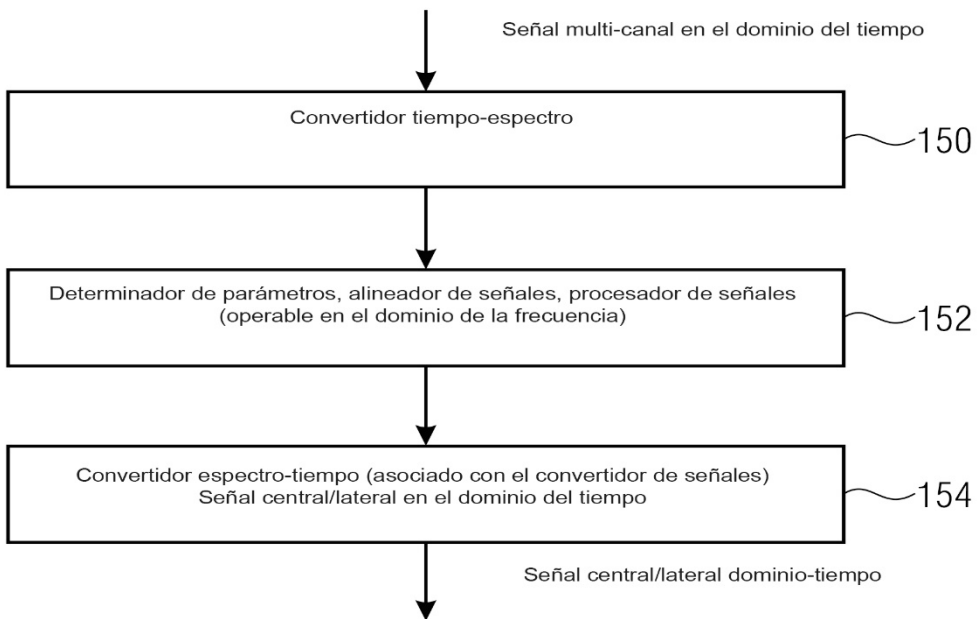 Señal multi-canal en el dominio del tiempo
Convertidor tiempo-espectro
150
Determinador de parámetros, alineador de señales, procesador de señales
(operable en el dominio de la frecuencia)
152
Convertidor espectro-tiempo (asociado con el convertidor de señales)
Señal central/lateral en el dominio del tiempo
154
Señal central/lateral dominio-tiempo